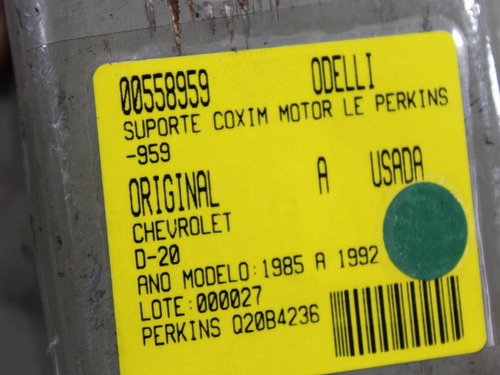 00558959 ODELLI
SUPORTE COXIM MOTOR LE PERKINS
-959
ORIGINAL A USADA
CHEVROLET
D-20
ANO MODELO:1985 A 1992
LOTE:000027
PERKINS Q20B4236